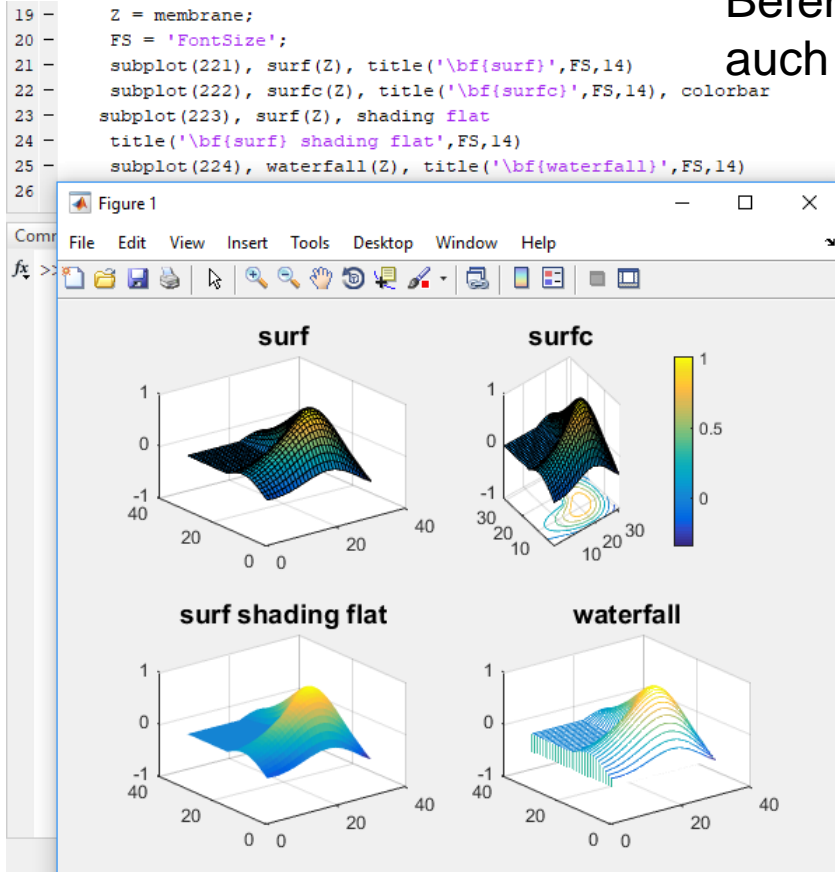 Befer
auch
19 - Z = membrane;
20 - FS = 'FontSize';
21 - subplot(221), surf(Z), title('\bf{surf}',FS,14)
22 - subplot(222), surfc(Z), title('\bf{surfc}',FS,14), colorbar
23 - subplot(223), surf(Z), shading flat
24 - title('\bf{surf} shading flat',FS,14)
25 - subplot(224), waterfall(Z), title('\bf{waterfall}',FS,14)
26
Figure 1
Comr
File Edit View Insert Tools Desktop Window Help
fx >>
surf
1
0
-1
40
20
0
0
20
40
surfc
1
0
-1
30
20
10
10
20
30
1
0.5
0
surf shading flat
1
0
-1
40
20
0
0
20
40
waterfall
1
0
-1
40
20
0
0
20
40